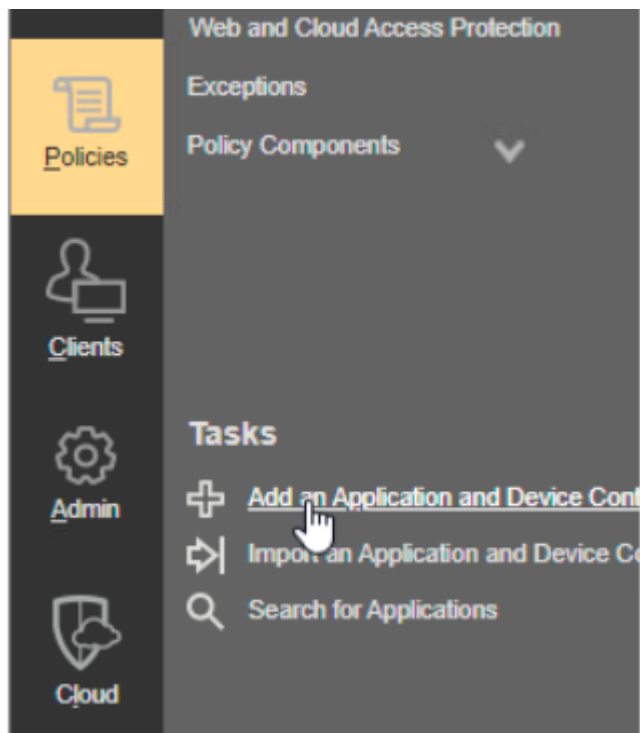 Web and Cloud Access Protection
Exceptions
Policy Components
Policies
Clients
Tasks
Add an Application and Device Cont
Admin
Import an Application and Device Co
Search for Applications
Cloud